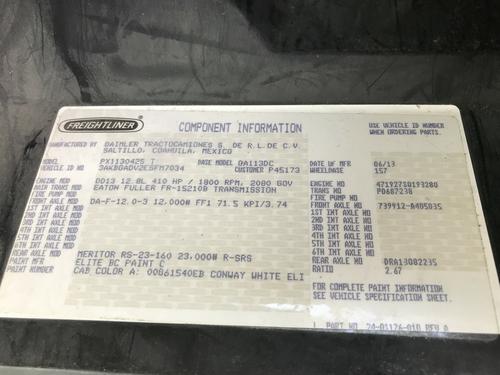 FREIGHTLINER
COMPONENT INFORMATION
USE VEHICLE ID NUMBER
WHEN ORDERING PARTS
MANUFACTURED BY DAIMLER TRACTOCAMIONES S. DE R.L.DE C.V.
SALTILLO, COAHUILA, MEXICO
MODEL PX1130425 T BASE MODEL DA113DC DATE OF MFR 06/13
VEHICLE ID NO 3AKBGADV2ESFM7034 CUSTOMER P45173 WHEELBASE 157
ENGINE MOD DD13 12.8L 410 HP / 1800 RPM, 2080 GOV ENGINE NO 471927S0193280
MAIN TRANS MOD EATON FULLER FR-15210B TRANSMISSION MAIN TRANS NO PD687238
FIRE PUMP MOD FIRE PUMP NO
FRONT AXLE MOD DA-F-12.0-3 12,000# FF1 71.5 KPI/3.74 FRONT AXLE NO 739912-A485035
1ST INT AXLE MOD 1ST INT AXLE NO
2ND INT AXLE MOD 2ND INT AXLE NO
3RD INT AXLE MOD 3RD INT AXLE NO
4TH INT AXLE MOD 4TH INT AXLE NO
5TH INT AXLE MOD 5TH INT AXLE NO
6TH INT AXLE MOD 6TH INT AXLE NO
REAR AXLE MOD MERITOR RS-23-160 23,000# R-SRS REAR AXLE NO DRA13082235
PAINT MFR ELITE BC PAINT C RATIO 2.67
PAINT NUMBER CAB COLOR A: 00861540EB CONWAY WHITE ELI
FOR COMPLETE PAINT INFORMATION
SEE VEHICLE SPECIFICATION SHEET.
PART NO. 24-01176-010 REV A